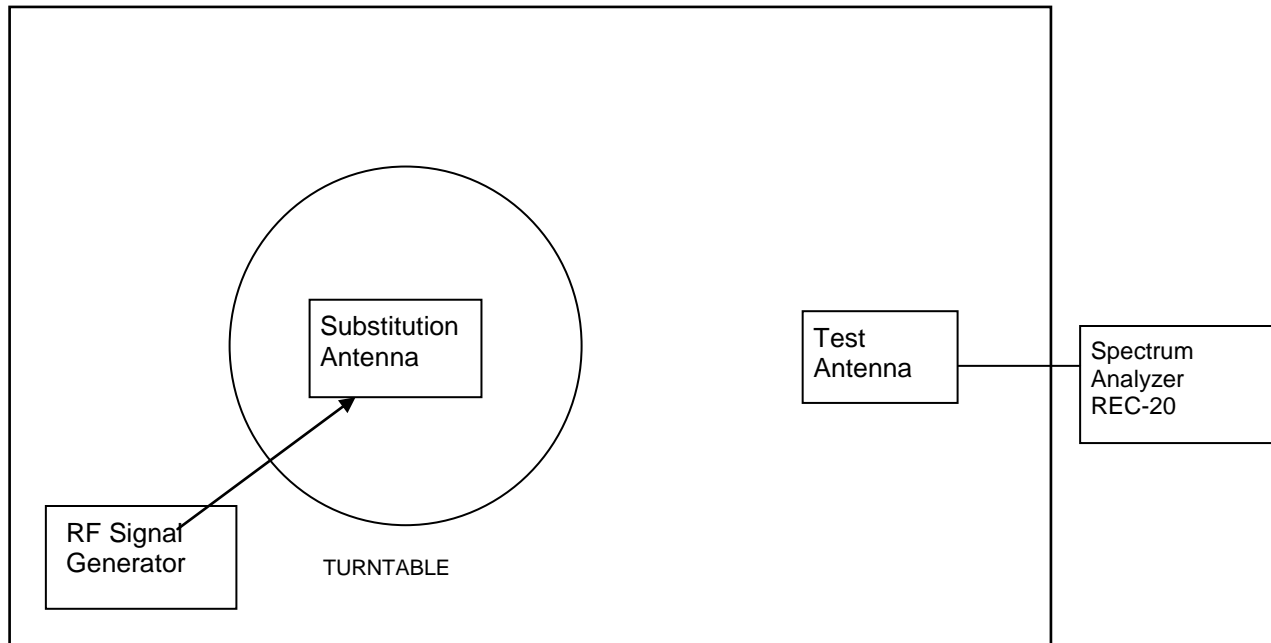 Substitution
Antenna
Test
Antenna
Spectrum
Analyzer
REC-20
RF Signal
Generator
TURNTABLE